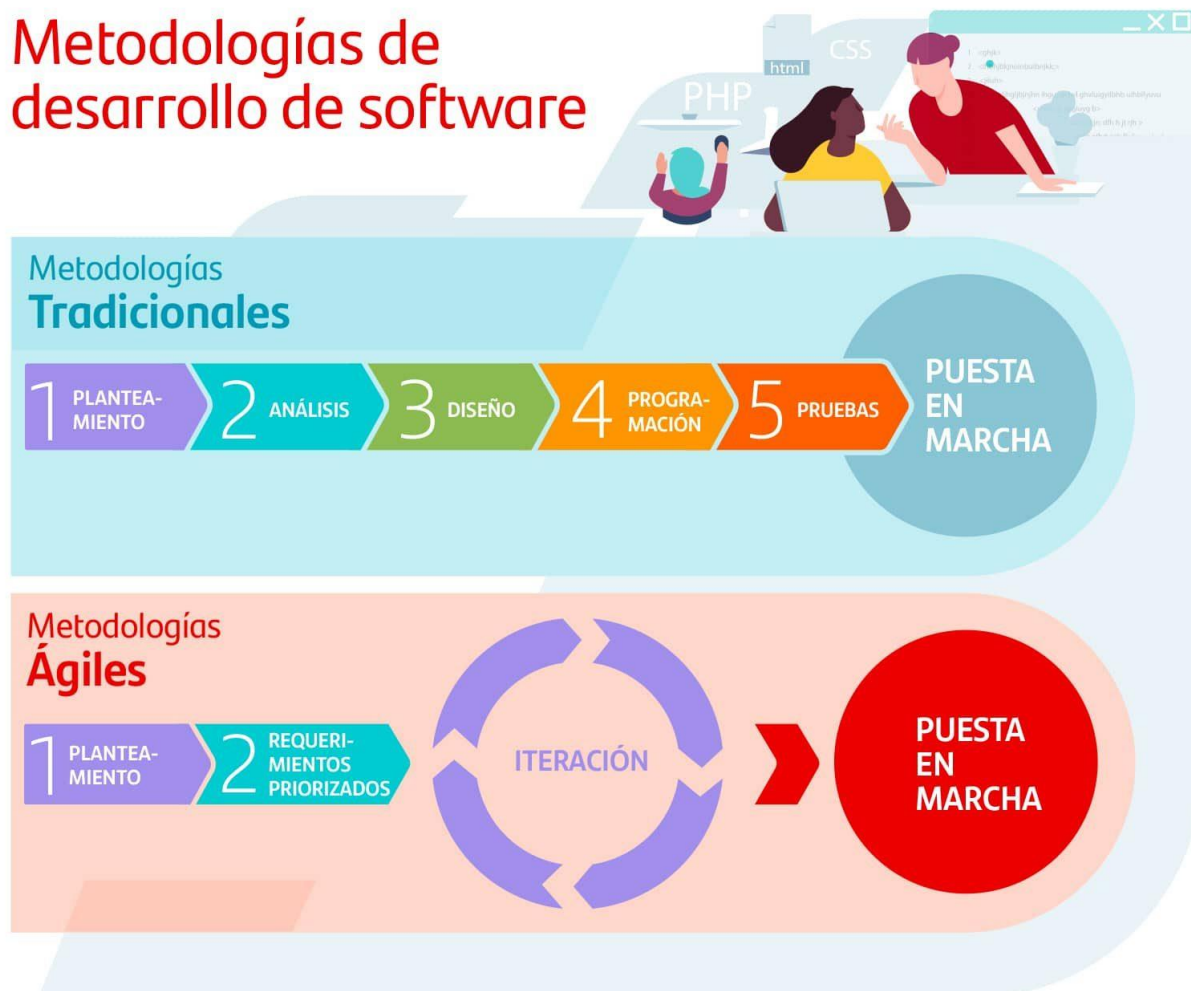 Metodologías de
desarrollo de software
html
CSS
PHP
Metodologías
Tradicionales
1 PLANTEA-
MIENTO
2 ANÁLISIS
3 DISEÑO
4 PROGRA-
MACIÓN
5 PRUEBAS
PUESTA
EN
MARCHA
Metodologías
Ágiles
1 PLANTEA-
MIENTO
2 REQUERI-
MIENTOS
PRIORIZADOS
ITERACIÓN
PUESTA
EN
MARCHA